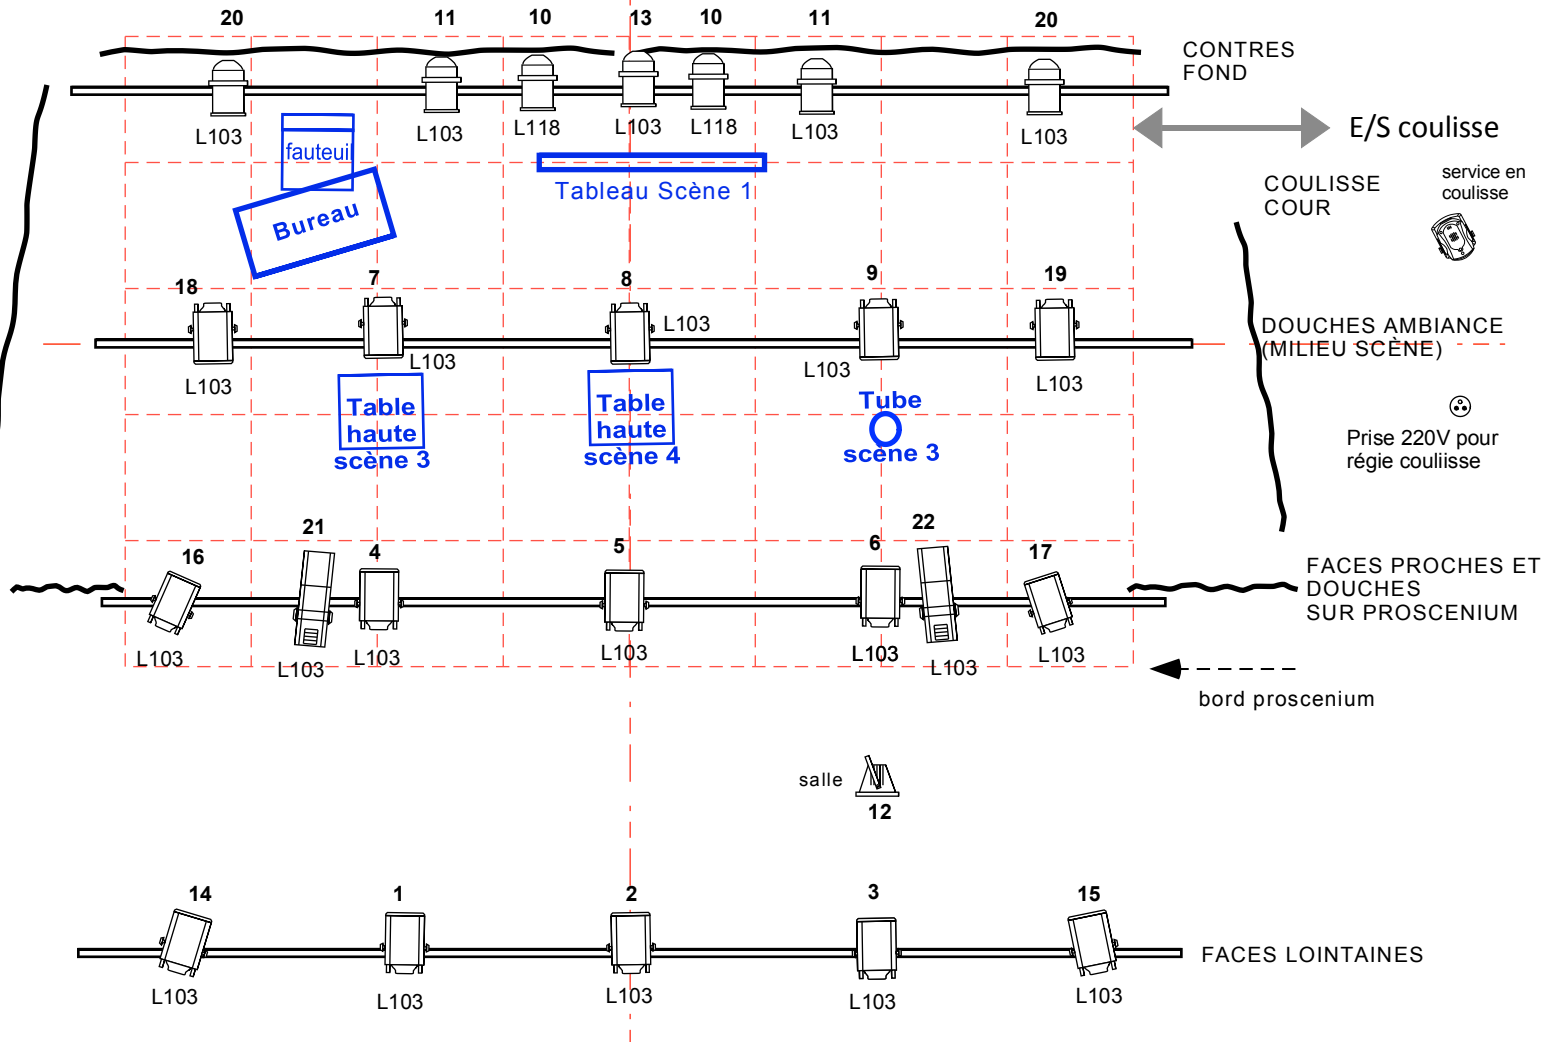 20 11 10 13 10 11 20
CONTRES
FOND
L103 L103 L118 L103 L118 L103 L103
E/S coulisse
fauteuil
Tableau Scène 1
Bureau
COULISSE
COUR
service en
coulisse
18 7 8 9 19
L103
DOUCHES AMBIANCE
(MILIEU SCÈNE)
L103 L103 L103 L103
Table
haute
scène 3
Table
haute
scène 4
Tube
scène 3
Prise 220V pour
régie couliisse
16 21 4 5 6 22 17
FACES PROCHES ET
DOUCHES
SUR PROSCENIUM
L103 L103 L103 L103 L103 L103 L103
bord proscenium
salle
12
14 1 2 3 15
FACES LOINTAINES
L103 L103 L103 L103 L103